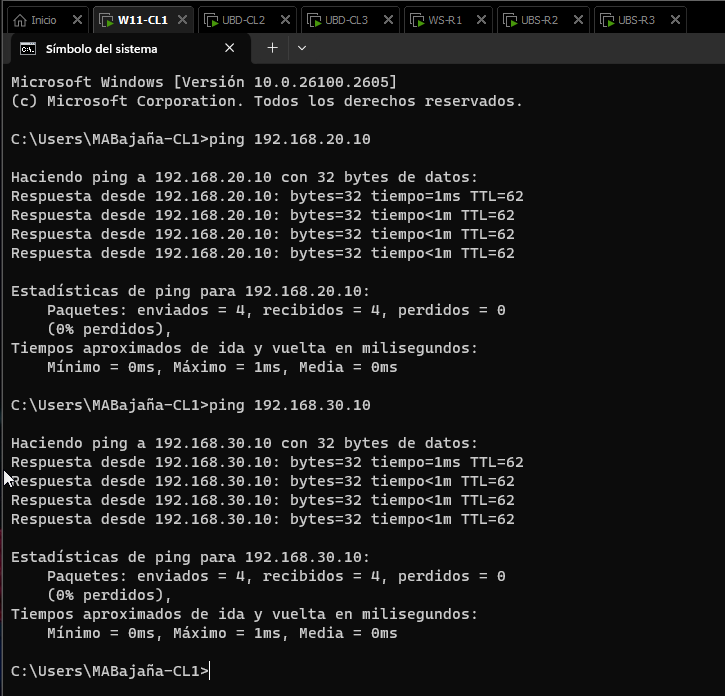 Inicio
W11-CL1
UBD-CL2
UBD-CL3
WS-R1
UBS-R2
UBS-R3
Símbolo del sistema
Microsoft Windows [Versión 10.0.26100.2605]
(c) Microsoft Corporation. Todos los derechos reservados.
C:\Users\MABajaña-CL1>ping 192.168.20.10
Haciendo ping a 192.168.20.10 con 32 bytes de datos:
Respuesta desde 192.168.20.10: bytes=32 tiempo=1ms TTL=62
Respuesta desde 192.168.20.10: bytes=32 tiempo<1m TTL=62
Respuesta desde 192.168.20.10: bytes=32 tiempo<1m TTL=62
Respuesta desde 192.168.20.10: bytes=32 tiempo<1m TTL=62
Estadísticas de ping para 192.168.20.10:
Paquetes: enviados = 4, recibidos = 4, perdidos = 0
(0% perdidos),
Tiempos aproximados de ida y vuelta en milisegundos:
Mínimo = 0ms, Máximo = 1ms, Media = 0ms
C:\Users\MABajaña-CL1>ping 192.168.30.10
Haciendo ping a 192.168.30.10 con 32 bytes de datos:
Respuesta desde 192.168.30.10: bytes=32 tiempo=1ms TTL=62
Respuesta desde 192.168.30.10: bytes=32 tiempo<1m TTL=62
Respuesta desde 192.168.30.10: bytes=32 tiempo<1m TTL=62
Respuesta desde 192.168.30.10: bytes=32 tiempo<1m TTL=62
Estadísticas de ping para 192.168.30.10:
Paquetes: enviados = 4, recibidos = 4, perdidos = 0
(0% perdidos),
Tiempos aproximados de ida y vuelta en milisegundos:
Mínimo = 0ms, Máximo = 1ms, Media = 0ms
C:\Users\MABajaña-CL1>